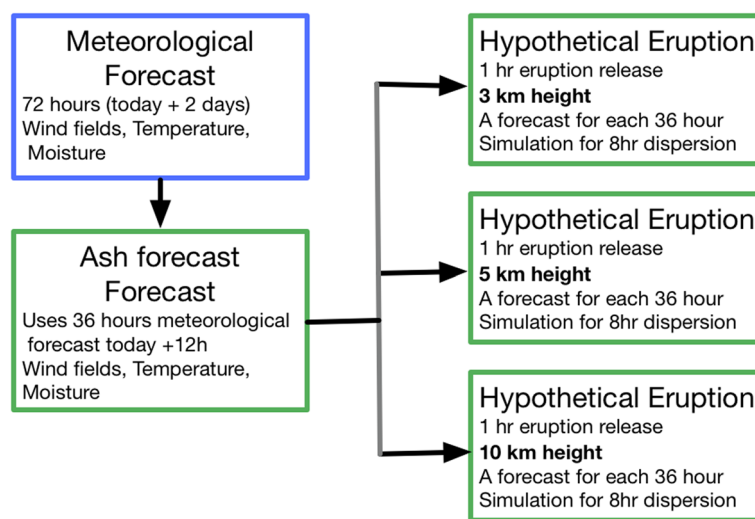 Meteorological
Forecast
72 hours (today + 2 days)
Wind fields, Temperature,
Moisture
Ash forecast
Forecast
Uses 36 hours meteorological
forecast today +12h
Wind fields, Temperature,
Moisture
Hypothetical Eruption
1 hr eruption release
3 km height
A forecast for each 36 hour
Simulation for 8hr dispersion
Hypothetical Eruption
1 hr eruption release
5 km height
A forecast for each 36 hour
Simulation for 8hr dispersion
Hypothetical Eruption
1 hr eruption release
10 km height
A forecast for each 36 hour
Simulation for 8hr dispersion